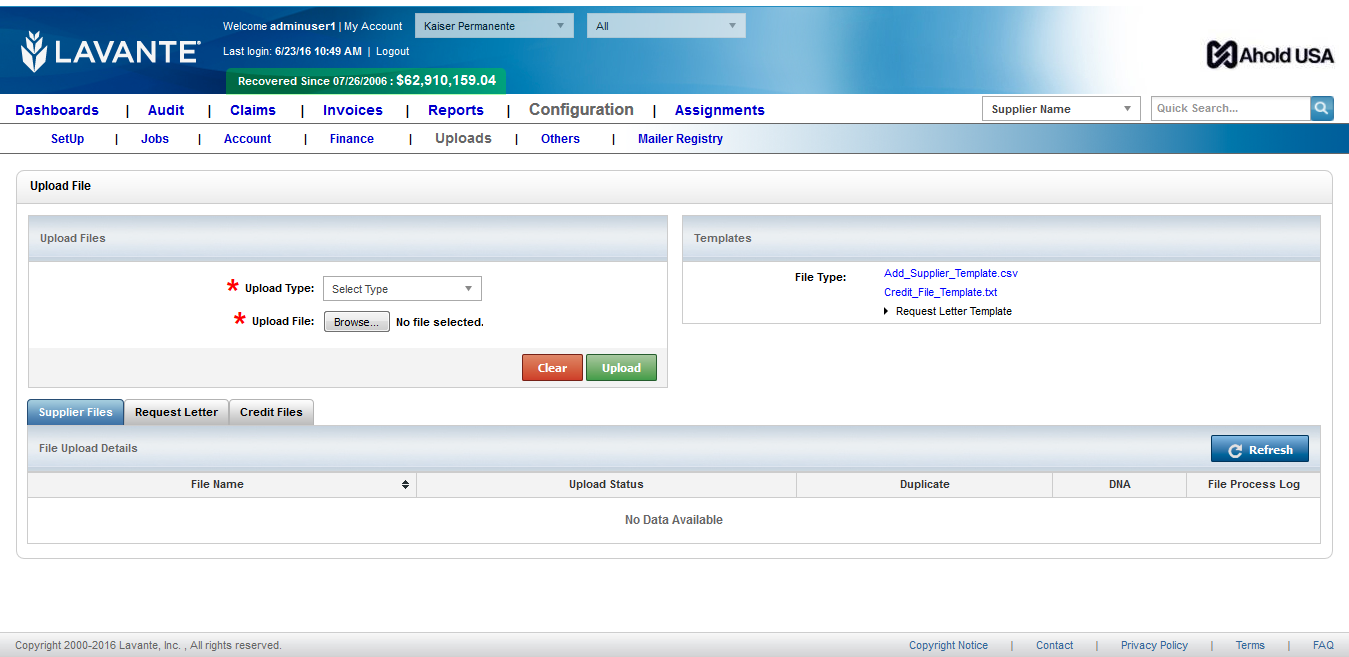 Welcome adminuser1 | My Account Kaiser Permanente All
LAVANTE Last login: 6/23/16 10:49 AM | Logout Ahold USA
Recovered Since 07/26/2006 : $62,910,159.04
Dashboards | Audit | Claims | Invoices | Reports | Configuration | Assignments Supplier Name Quick Search...
SetUp | Jobs | Account | Finance | Uploads | Others | Mailer Registry
Upload File
Upload Files Templates
* Upload Type: Select Type File Type: Add_Supplier_Template.csv
Credit_File_Template.txt
* Upload File: Browse... No file selected. Request Letter Template
Clear Upload
Supplier Files Request Letter Credit Files
File Upload Details Refresh
File Name Upload Status Duplicate DNA File Process Log
No Data Available
Copyright 2000-2016 Lavante, Inc. , All rights reserved. Copyright Notice | Contact | Privacy Policy | Terms | FAQ